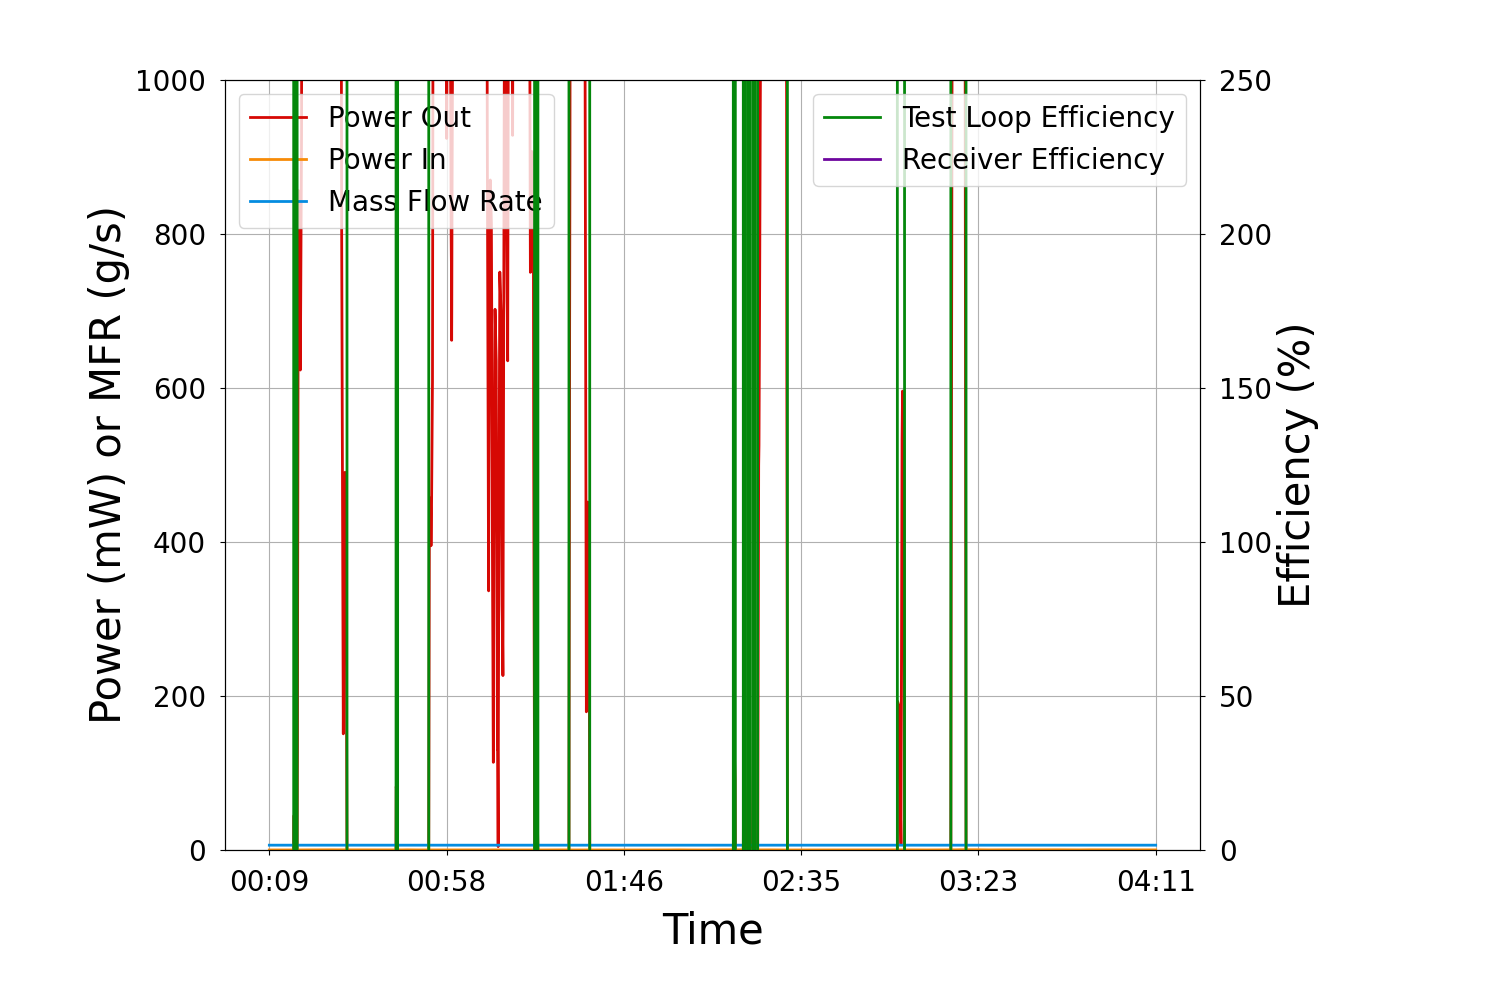 1000
800
600
400
200
0
Power (mW) or MFR (g/s)
Power Out
Power In
Mass Flow Rate
Test Loop Efficiency
Receiver Efficiency
250
200
150
100
50
0
Efficiency (%)
00:09 00:58 01:46 02:35 03:23 04:11
Time